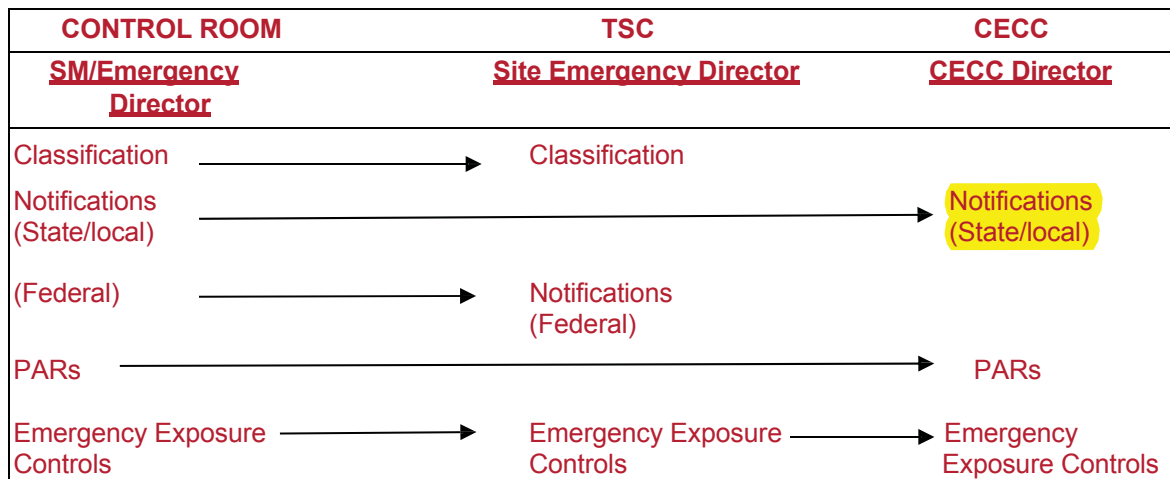 CONTROL ROOM TSC CECC
SM/Emergency Director Site Emergency Director CECC Director
Classification Classification
Notifications Notifications
(State/local) (State/local)
(Federal) Notifications
(Federal)
PARs PARs
Emergency Exposure Emergency Exposure Emergency
Controls Controls Exposure Controls